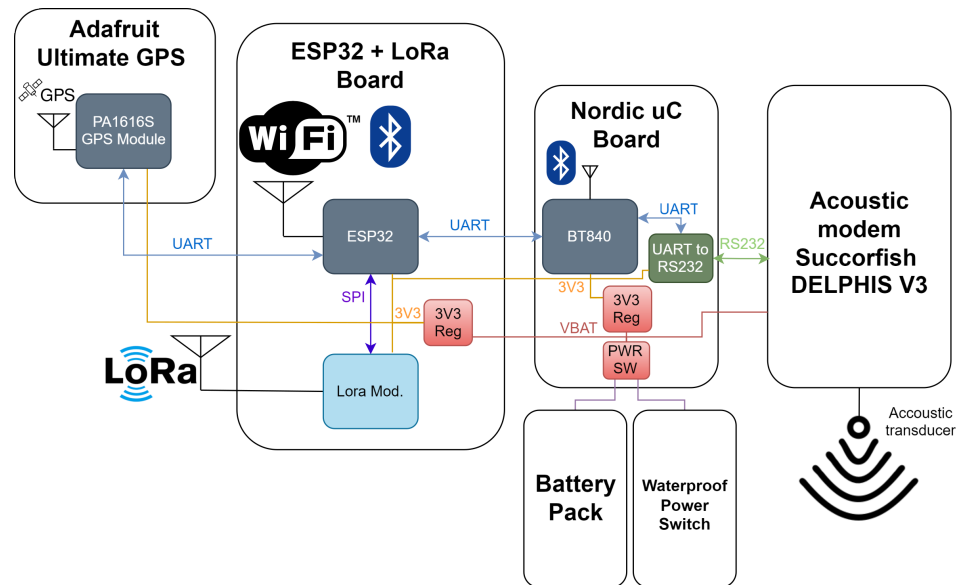 Adafruit
Ultimate GPS
GPS
PA1616S
GPS Module
ESP32 + LoRa
Board
Wi Fi ™
ESP32
UART
UART
SPI
3V3
3V3
Reg
LoRa
Lora Mod.
Nordic uC
Board
BT840
UART
UART to
RS232
RS232
3V3
3V3
Reg
VBAT
PWR
SW
Acoustic
modem
Succorfish
DELPHIS V3
Accoustic
transducer
Battery
Pack
Waterproof
Power
Switch